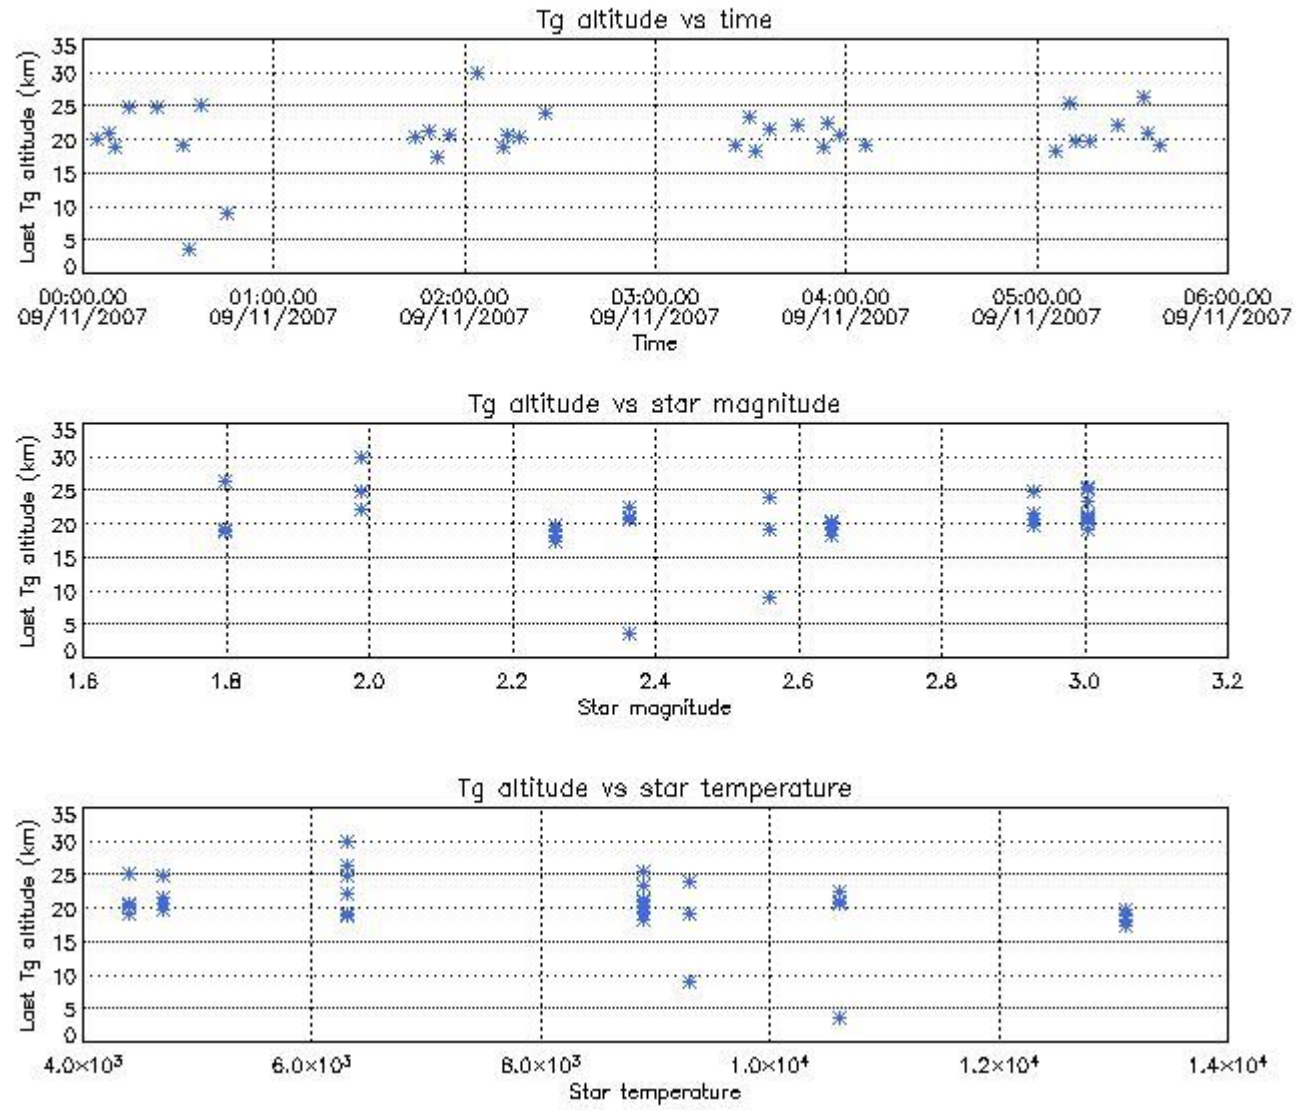 Tg altitude vs time
35
30
25
20
15
10
5
0
Last Tg altitude (km)
00:00.00 01:00.00 02:00.00 03:00.00 04:00.00 05:00.00 06:00.00
09/11/2007 09/11/2007 09/11/2007 09/11/2007 09/11/2007 09/11/2007 09/11/2007
Time
Tg altitude vs star magnitude
35
30
25
20
15
10
5
0
Last Tg altitude (km)
1.6 1.8 2.0 2.2 2.4 2.6 2.8 3.0 3.2
Star magnitude
Tg altitude vs star temperature
35
30
25
20
15
10
5
0
Last Tg altitude (km)
4.0×10³ 6.0×10³ 8.0×10³ 1.0×10⁴ 1.2×10⁴ 1.4×10⁴
Star temperature